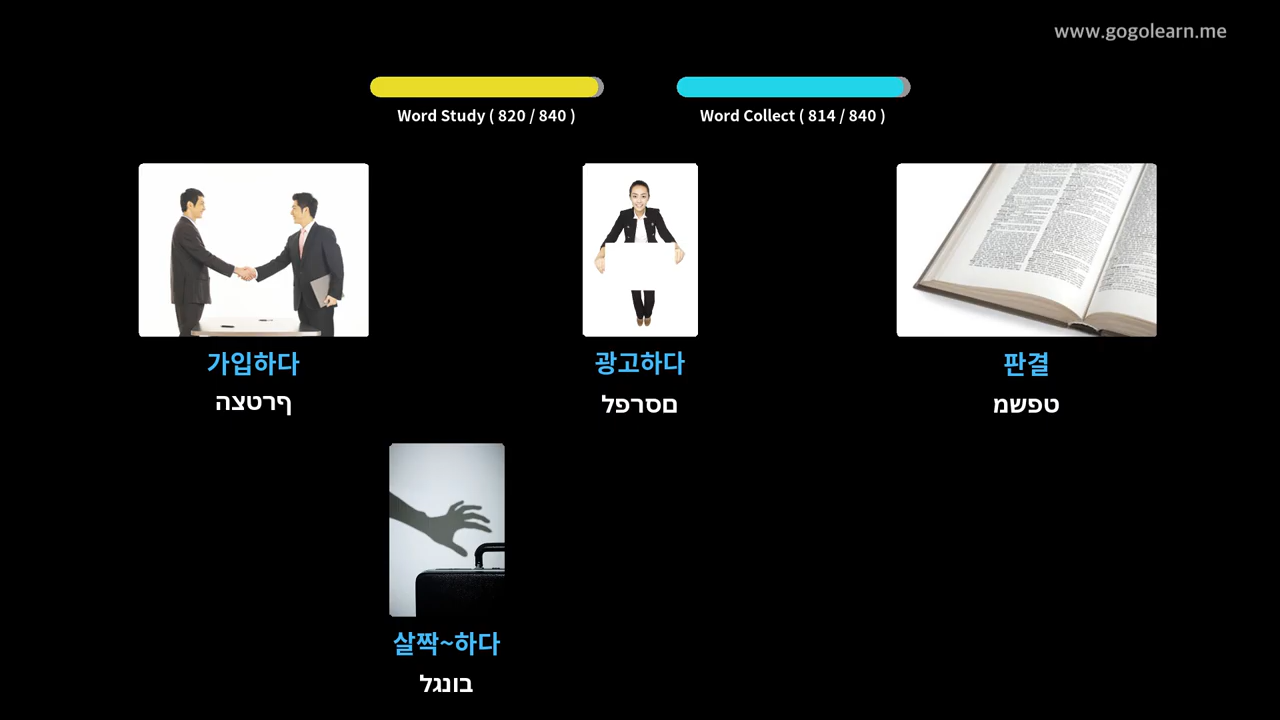 www.gogolearn.me
Word Study ( 820 / 840 )
Word Collect ( 814 / 840 )
가입하다
ףרטצה
광고하다
םסרפל
판결
טפשמ
살짝~하다
בונגל